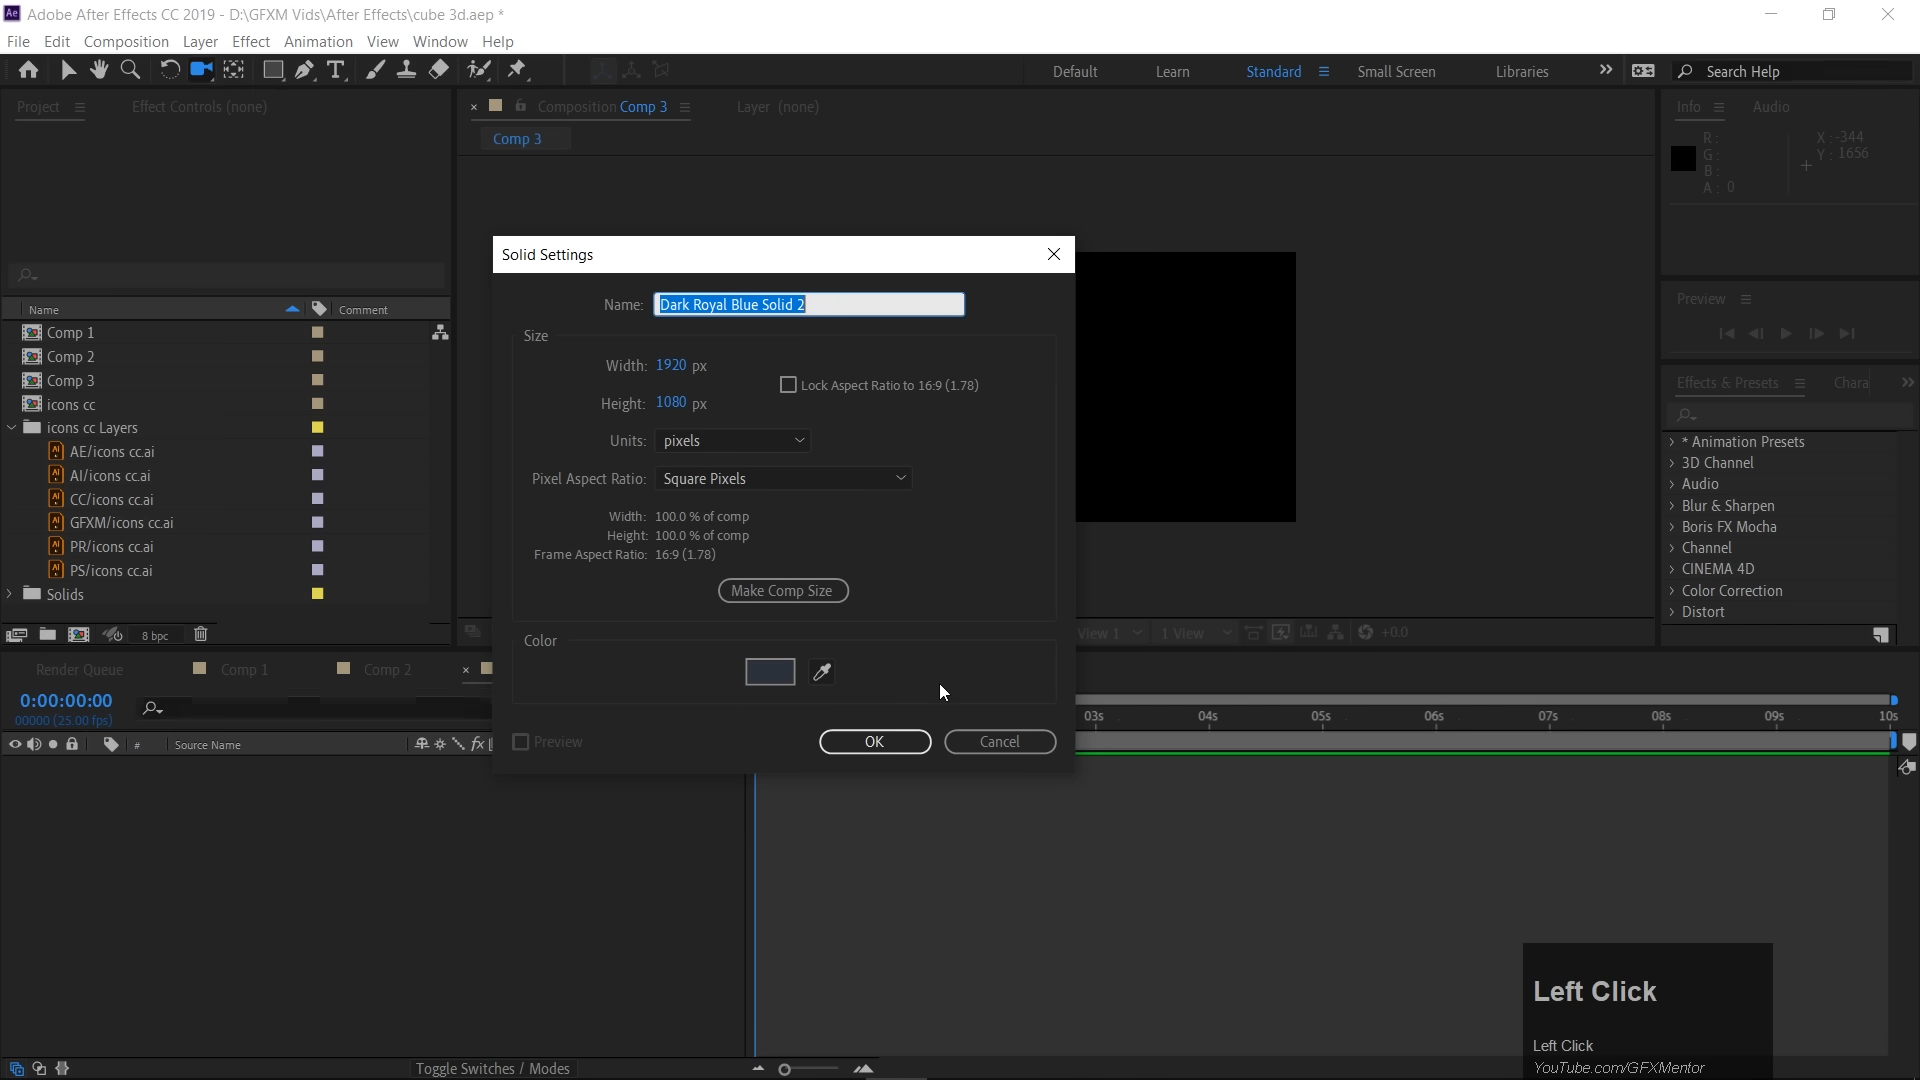 Adobe After Effects CC 2019 - D:\GFXM Vids\After Effects\cube 3d.aep *
File Edit Composition Layer Effect Animation View Window Help
Default Learn Standard Small Screen Libraries Search Help
Project Effect Controls (none)
Composition Comp 3 Layer (none)
Info Audio
Comp 3
R: X: -344
G: Y: 1656
B:
A: 0
Name Comment
Comp 1
Comp 2
Comp 3
icons cc
icons cc Layers
AE/icons cc.ai
AI/icons cc.ai
CC/icons cc.ai
GFXM/icons cc.ai
PR/icons cc.ai
PS/icons cc.ai
Solids
8 bpc
Solid Settings
Name: Dark Royal Blue Solid 2
Size
Width: 1920 px
Lock Aspect Ratio to 16:9 (1.78)
Height: 1080 px
Units: pixels
Pixel Aspect Ratio: Square Pixels
Width: 100.0 % of comp
Height: 100.0 % of comp
Frame Aspect Ratio: 16:9 (1.78)
Make Comp Size
Color
Preview OK Cancel
Preview
Effects & Presets Chara
* Animation Presets
3D Channel
Audio
Blur & Sharpen
Boris FX Mocha
Channel
CINEMA 4D
Color Correction
Distort
View 1 1 View +0.0
Render Queue Comp 1 Comp 2
0:00:00:00
00000 (25.00 fps)
# Source Name fx
03s 04s 05s 06s 07s 08s 09s 10s
Toggle Switches / Modes
Left Click
Left Click
YouTube.com/GFXMentor